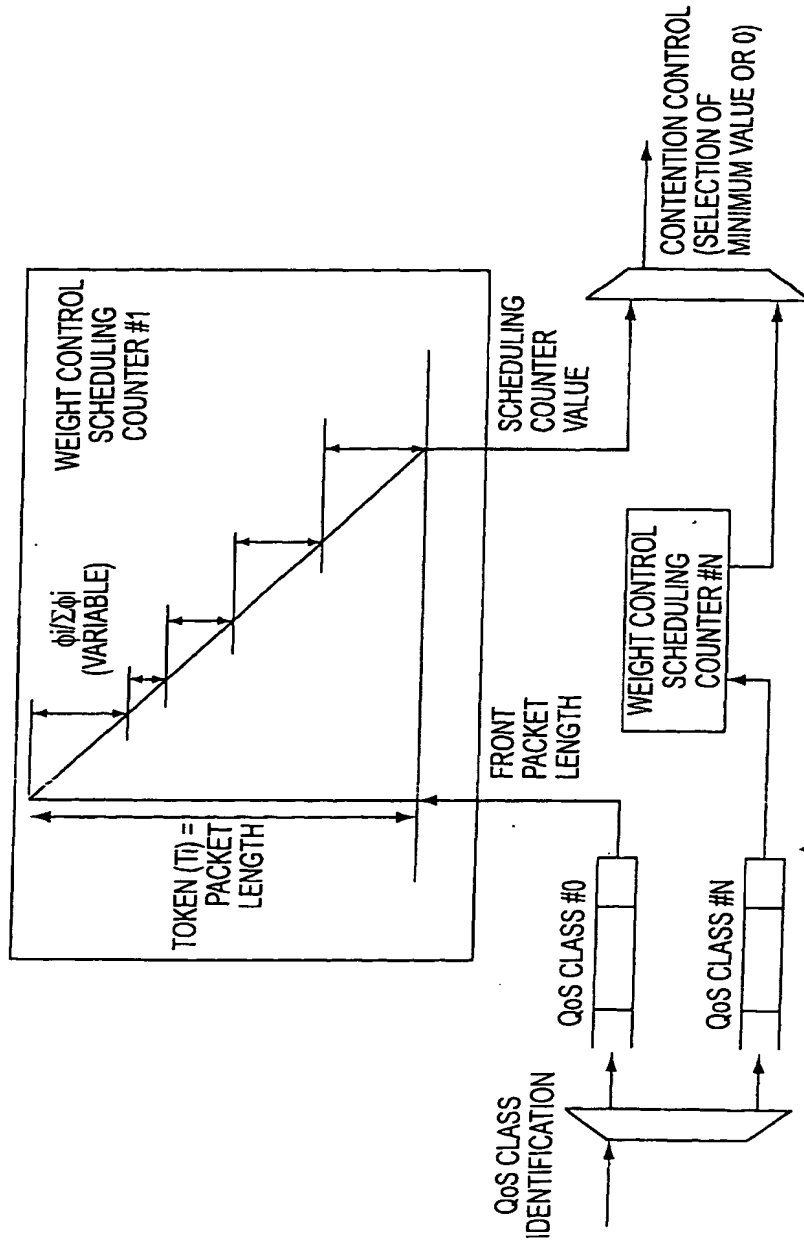 WEIGHT CONTROL
SCHEDULING
COUNTER #1
ϕi/Σϕi
(VARIABLE)
TOKEN (Ti) =
PACKET
LENGTH
FRONT
PACKET
LENGTH
SCHEDULING
COUNTER
VALUE
QoS CLASS
IDENTIFICATION
QoS CLASS #0
QoS CLASS #N
WEIGHT CONTROL
SCHEDULING
COUNTER #N
CONTENTION CONTROL
(SELECTION OF
MINIMUM VALUE OR 0)